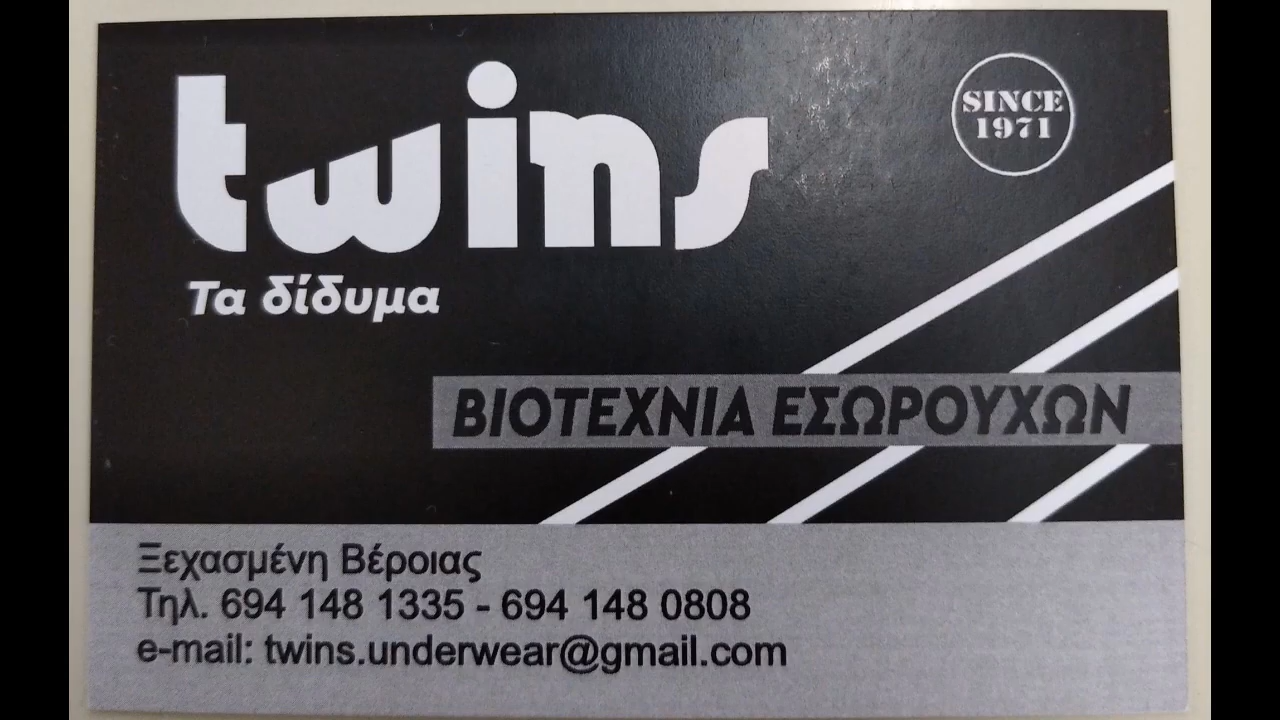 twins
SINCE
1971
Τα δίδυμα
ΒΙΟΤΕΧΝΙΑ ΕΣΩΡΟΥΧΩΝ
Ξεχασμένη Βέροιας
Τηλ. 694 148 1335 - 694 148 0808
e-mail: twins.underwear@gmail.com